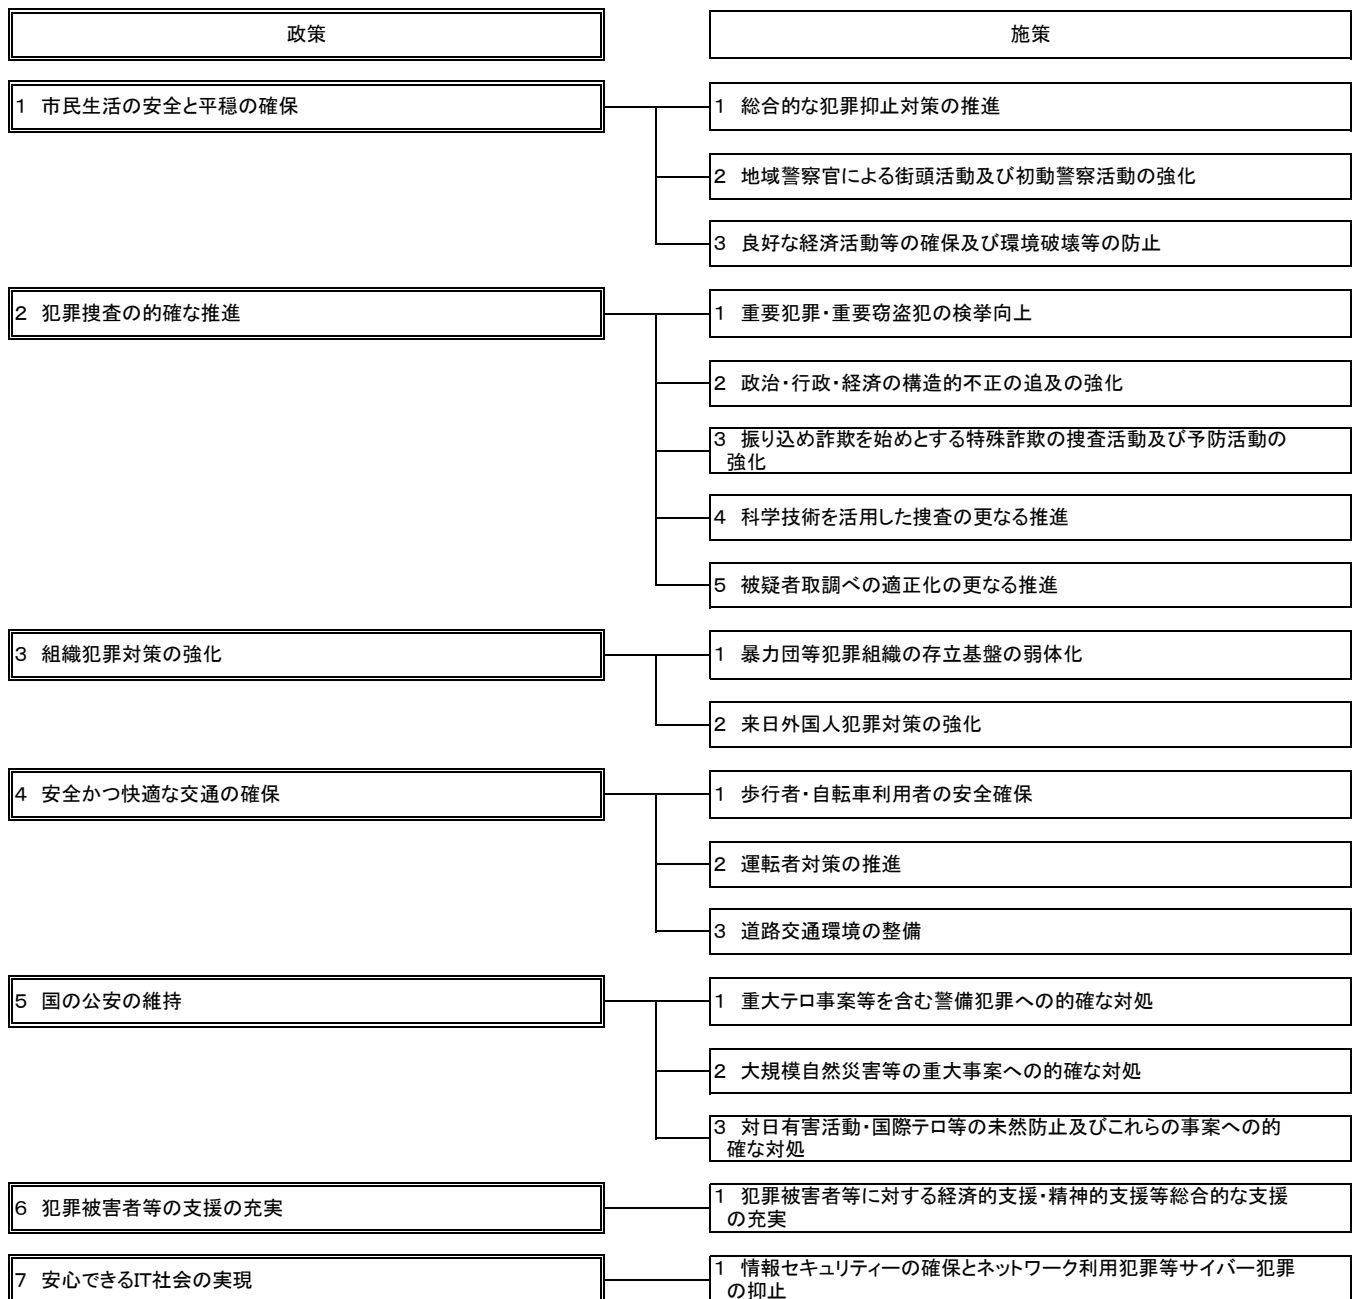 政策
施策
1 市民生活の安全と平穏の確保
1 総合的な犯罪抑止対策の推進
2 地域警察官による街頭活動及び初動警察活動の強化
3 良好な経済活動等の確保及び環境破壊等の防止
2 犯罪捜査の的確な推進
1 重要犯罪・重要窃盗犯の検挙向上
2 政治・行政・経済の構造的不正の追及の強化
3 振り込め詐欺を始めとする特殊詐欺の捜査活動及び予防活動の
強化
4 科学技術を活用した捜査の更なる推進
5 被疑者取調べの適正化の更なる推進
3 組織犯罪対策の強化
1 暴力団等犯罪組織の存立基盤の弱体化
2 来日外国人犯罪対策の強化
4 安全かつ快適な交通の確保
1 歩行者・自転車利用者の安全確保
2 運転者対策の推進
3 道路交通環境の整備
5 国の公安の維持
1 重大テロ事案等を含む警備犯罪への的確な対処
2 大規模自然災害等の重大事案への的確な対処
3 対日有害活動・国際テロ等の未然防止及びこれらの事案への的
確な対処
6 犯罪被害者等の支援の充実
1 犯罪被害者等に対する経済的支援・精神的支援等総合的な支援
の充実
7 安心できるIT社会の実現
1 情報セキュリティーの確保とネットワーク利用犯罪等サイバー犯罪
の抑止